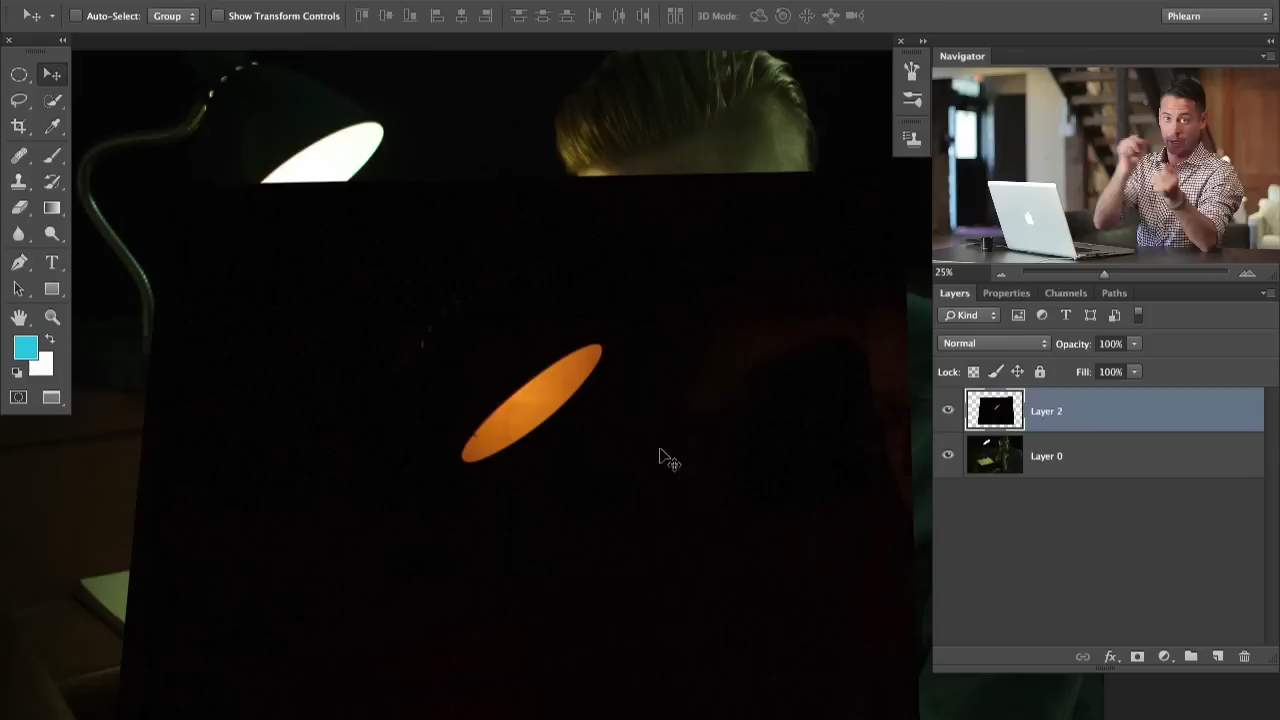 Auto-Select: Group Show Transform Controls 3D Mode: Phlearn
Navigator
25%
Layers Properties Channels Paths
Kind
Normal Opacity: 100%
Lock: Fill: 100%
Layer 2
Layer 0
fx